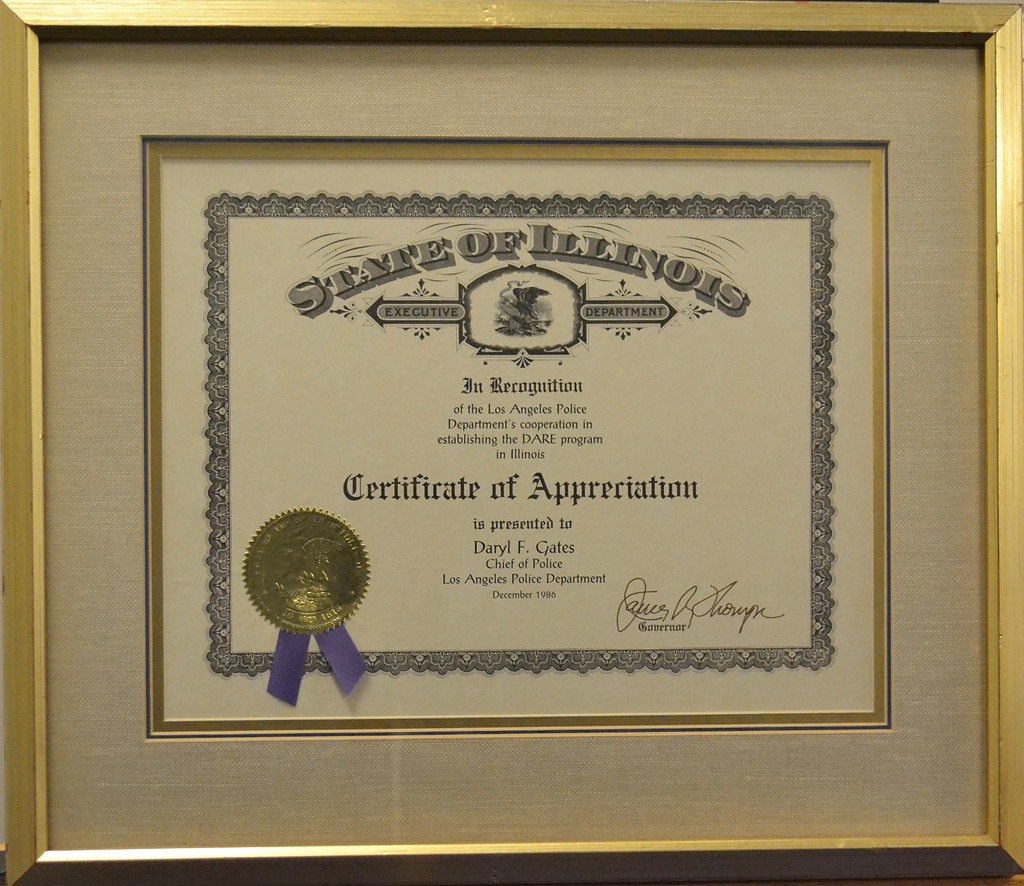 STATE OF ILLINOIS
EXECUTIVE DEPARTMENT
In Recognition
of the Los Angeles Police
Department's cooperation in
establishing the DARE program
in Illinois
Certificate of Appreciation
is presented to
Daryl F. Gates
Chief of Police
Los Angeles Police Department
December 1986
James R Thompson
Governor